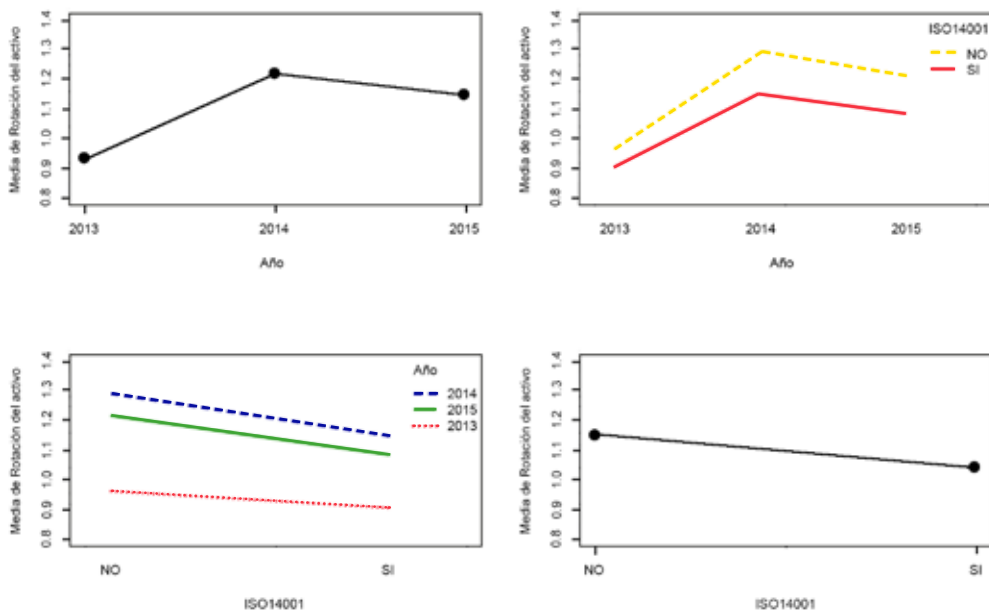 Media de Rotación del activo
1.4
1.3
1.2
1.1
1.0
0.9
0.8
2013 2014 2015
Año
Media de Rotación del activo
1.4
1.3
1.2
1.1
1.0
0.9
0.8
ISO14001
NO
SI
2013 2014 2015
Año
Media de Rotación del activo
1.4
1.3
1.2
1.1
1.0
0.9
0.8
Año
2014
2015
2013
NO SI
ISO14001
Media de Rotación del activo
1.4
1.3
1.2
1.1
1.0
0.9
0.8
NO SI
ISO14001